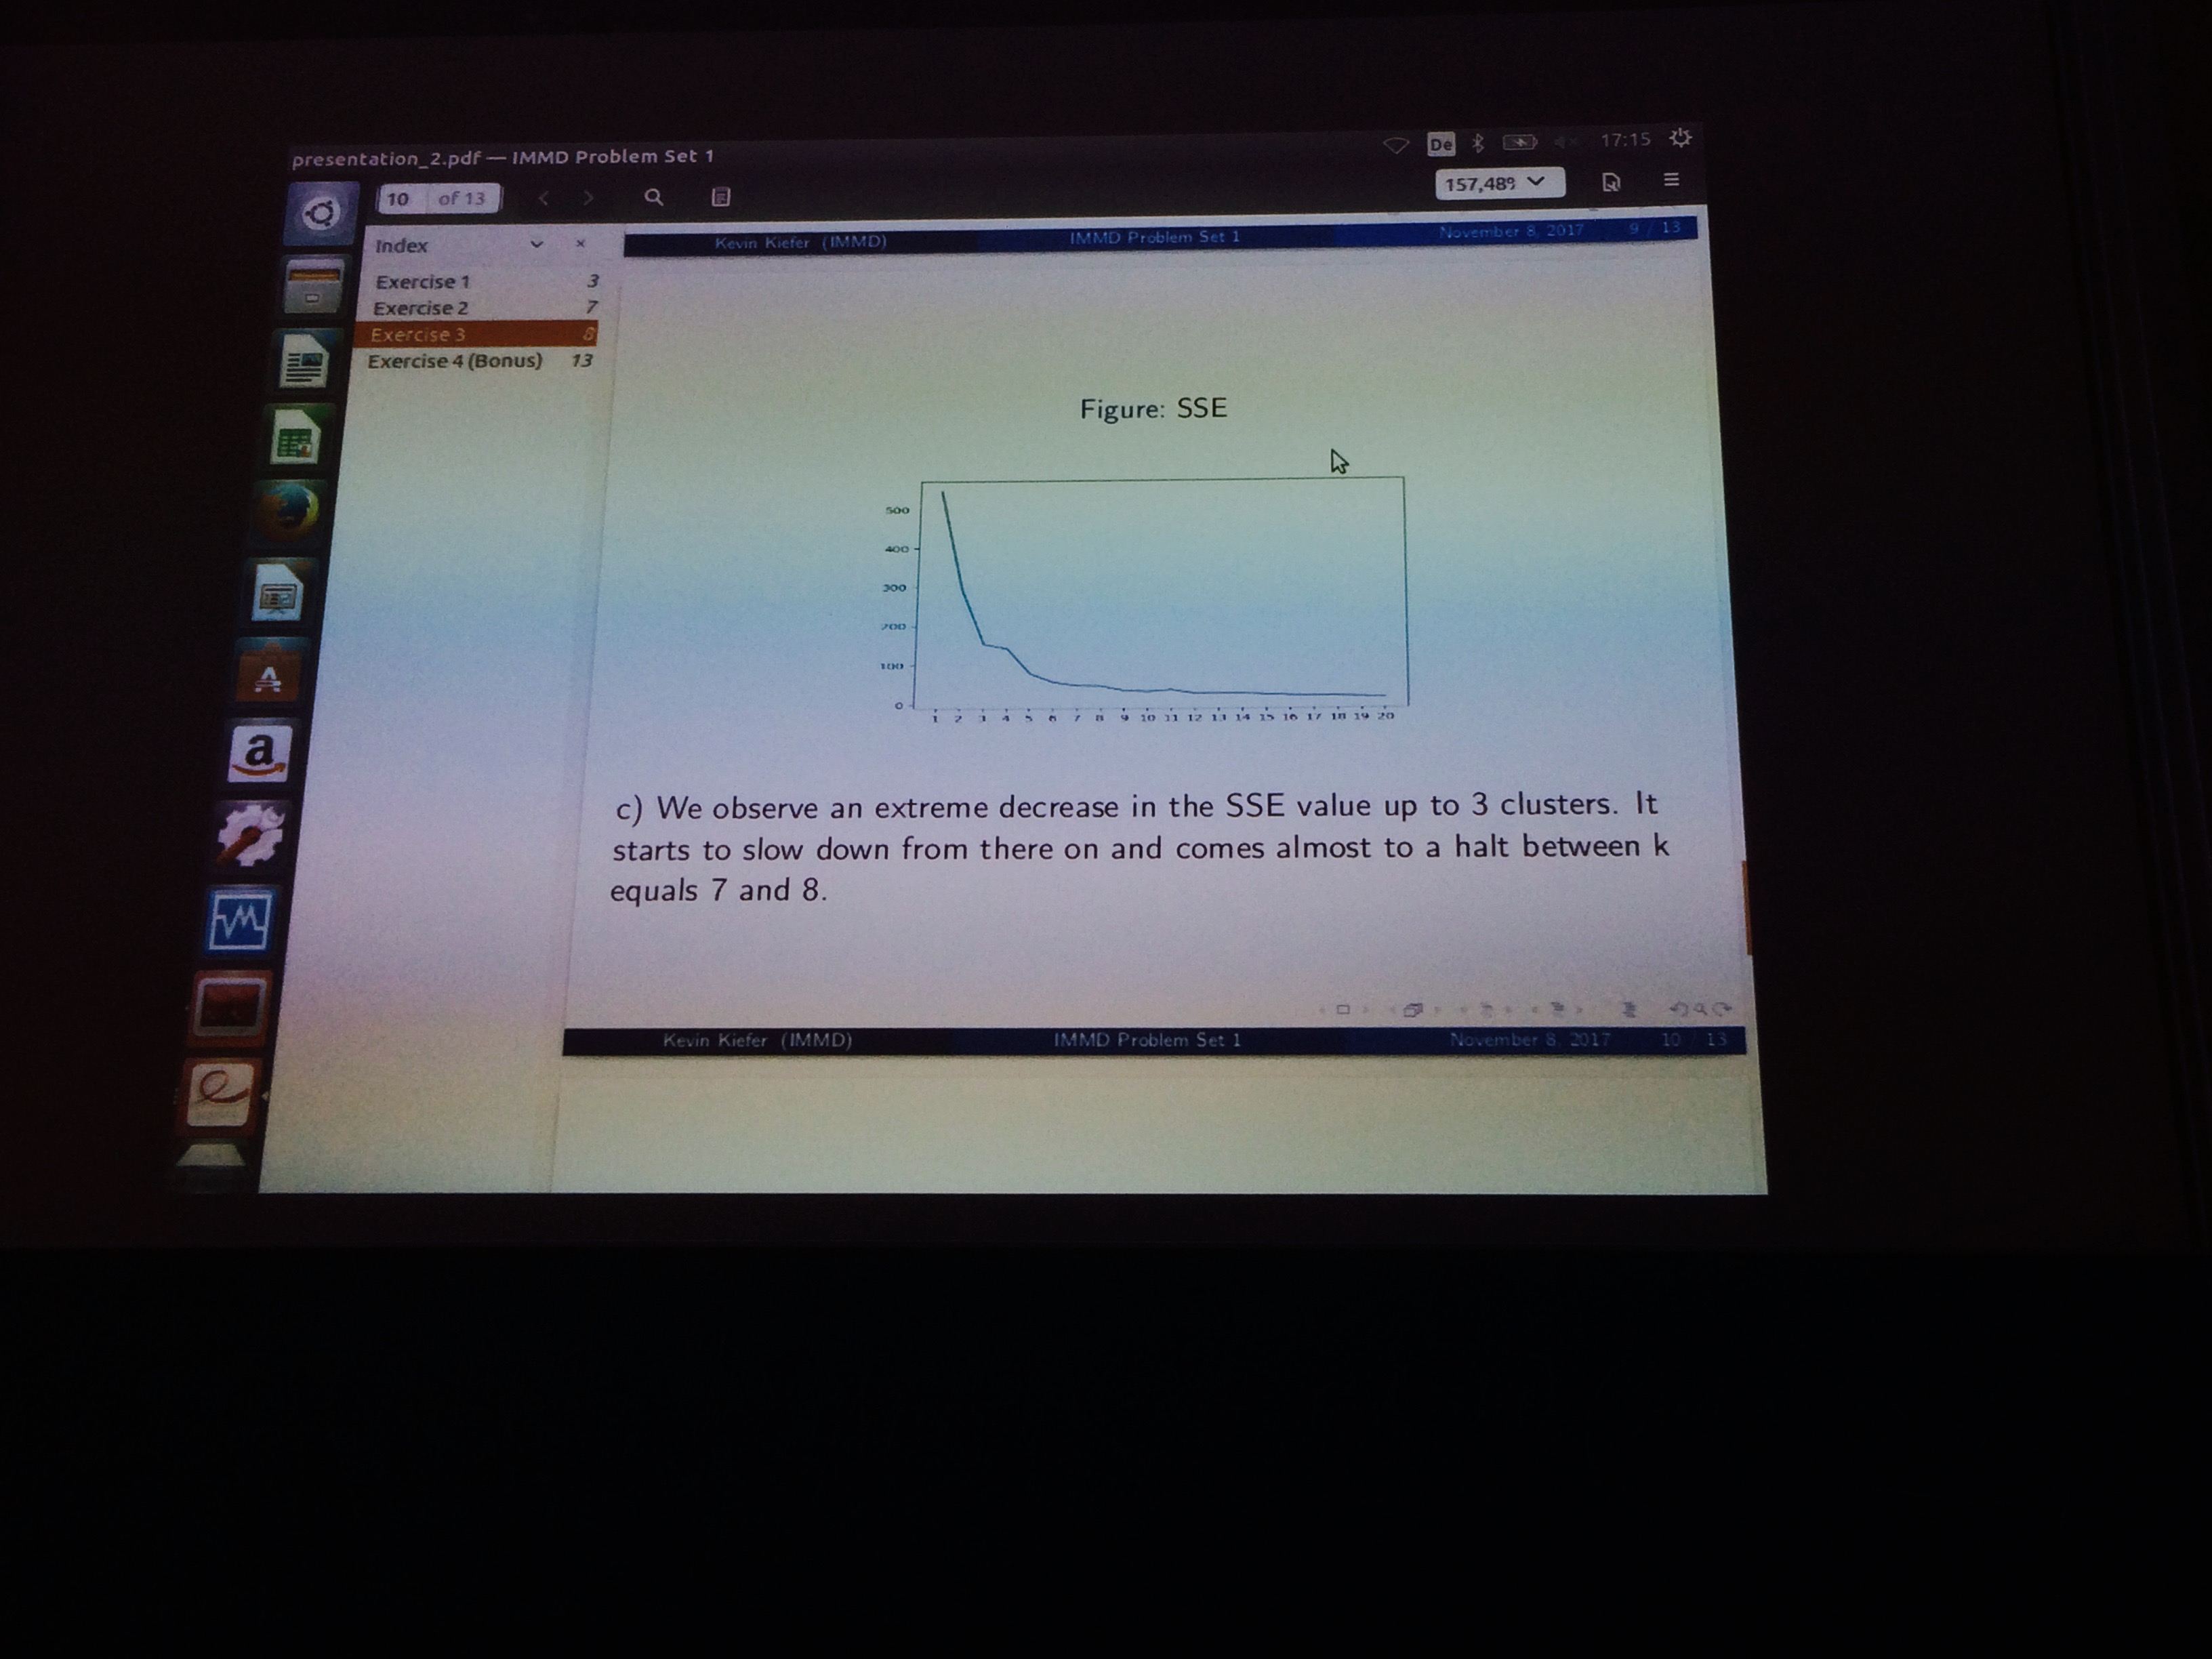 presentation_2.pdf — IMMD Problem Set 1
De
17:15
10 of 13
157,48%
Index
Exercise 1 3
Exercise 2 7
Exercise 3 8
Exercise 4 (Bonus) 13
Kevin Kiefer (IMMD) IMMD Problem Set 1 November 8, 2017 9 / 13
Figure: SSE
500
400
300
200
100
0
1 2 3 4 5 6 7 8 9 10 11 12 13 14 15 16 17 18 19 20
c) We observe an extreme decrease in the SSE value up to 3 clusters. It
starts to slow down from there on and comes almost to a halt between k
equals 7 and 8.
Kevin Kiefer (IMMD) IMMD Problem Set 1 November 8, 2017 10 / 13